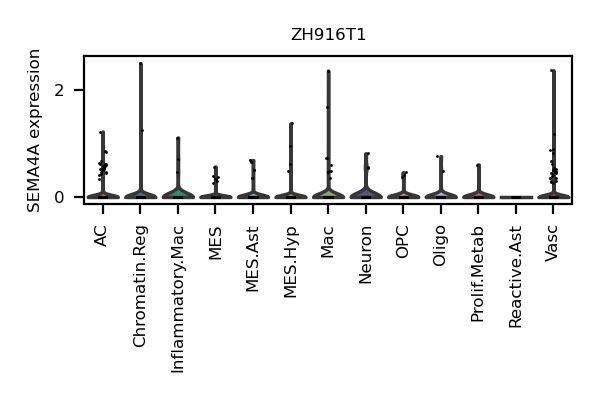 ZH916T1
SEMA4A expression
2
0
AC
Chromatin.Reg
Inflammatory.Mac
MES
MES.Ast
MES.Hyp
Mac
Neuron
OPC
Oligo
Prolif.Metab
Reactive.Ast
Vasc